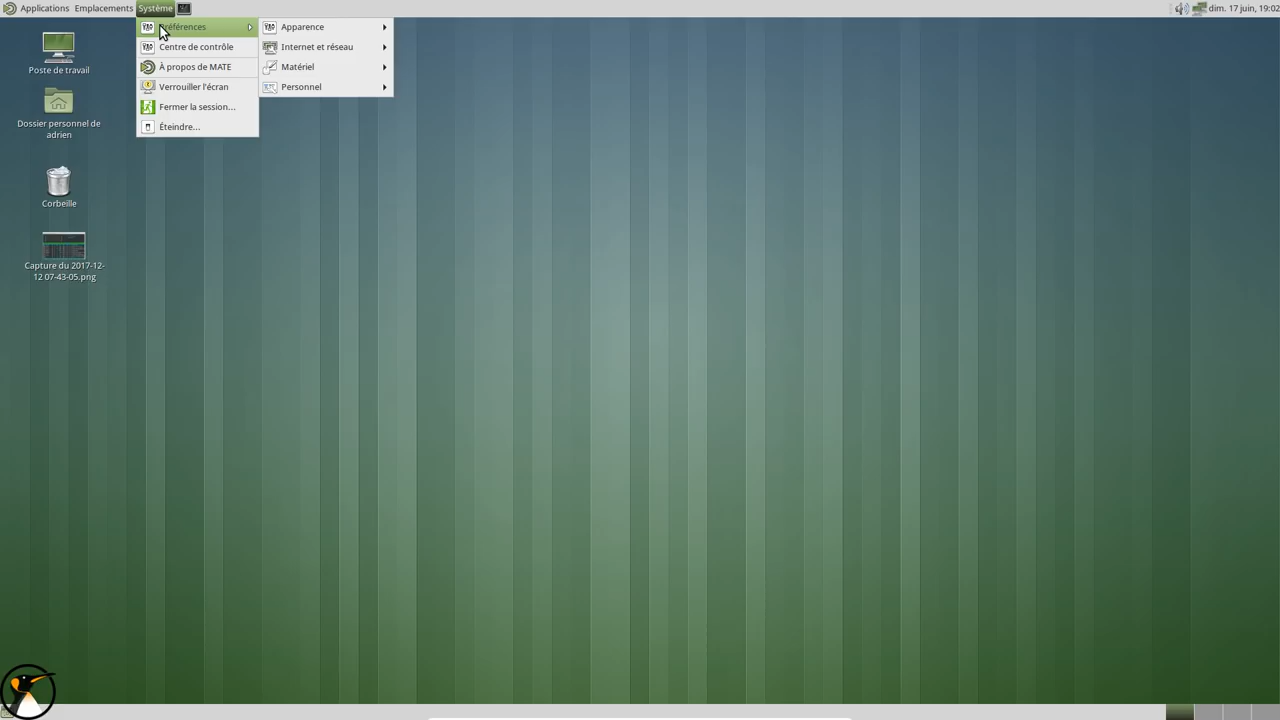 Applications Emplacements Système
dim. 17 juin, 19:02
Préférences
Centre de contrôle
À propos de MATE
Verrouiller l'écran
Fermer la session...
Éteindre...
Apparence
Internet et réseau
Matériel
Personnel
Poste de travail
Dossier personnel de
adrien
Corbeille
Capture du 2017-12-
12 07-43-05.png